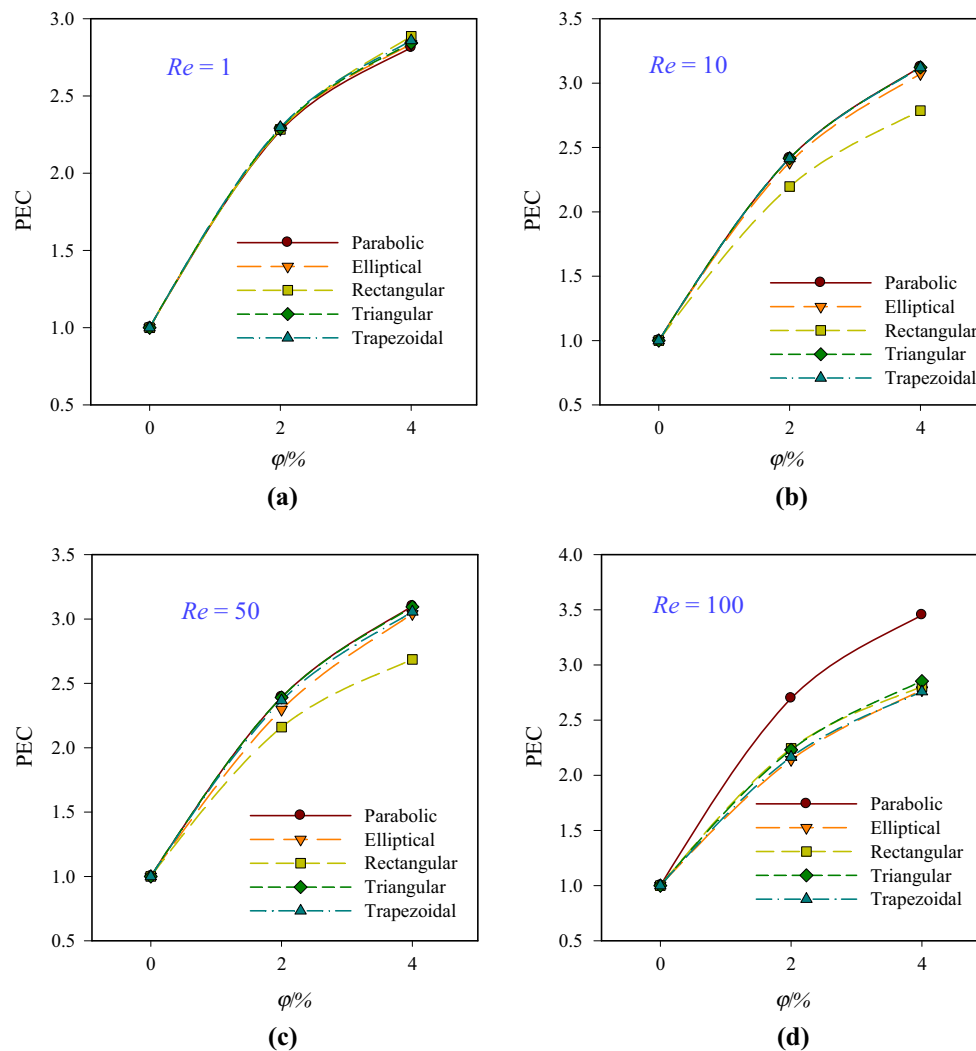 3.0
2.5
2.0
1.5
1.0
0.5
PEC
Re = 1
Parabolic
Elliptical
Rectangular
Triangular
Trapezoidal
0 2 4
φ/%
(a)
3.5
3.0
2.5
2.0
1.5
1.0
0.5
PEC
Re = 10
Parabolic
Elliptical
Rectangular
Triangular
Trapezoidal
0 2 4
φ/%
(b)
3.5
3.0
2.5
2.0
1.5
1.0
0.5
PEC
Re = 50
Parabolic
Elliptical
Rectangular
Triangular
Trapezoidal
0 2 4
φ/%
(c)
4.0
3.5
3.0
2.5
2.0
1.5
1.0
0.5
PEC
Re = 100
Parabolic
Elliptical
Rectangular
Triangular
Trapezoidal
0 2 4
φ/%
(d)